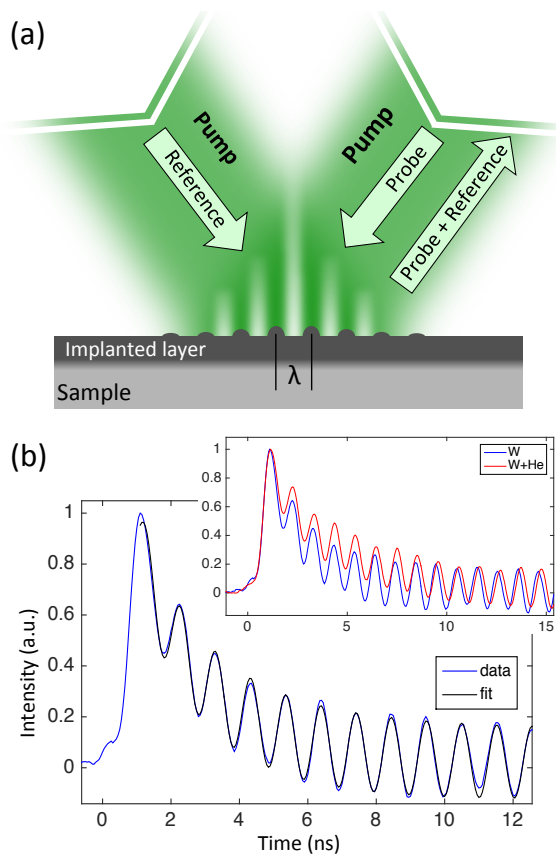 (a)
Pump
Pump
Reference
Probe
Probe + Reference
Implanted layer
λ
Sample
(b)
1
0.8
0.6
0.4
0.2
0
0
5
10
15
W
W+He
1
0.8
0.6
0.4
0.2
0
Intensity (a.u.)
data
fit
0
2
4
6
8
10
12
Time (ns)